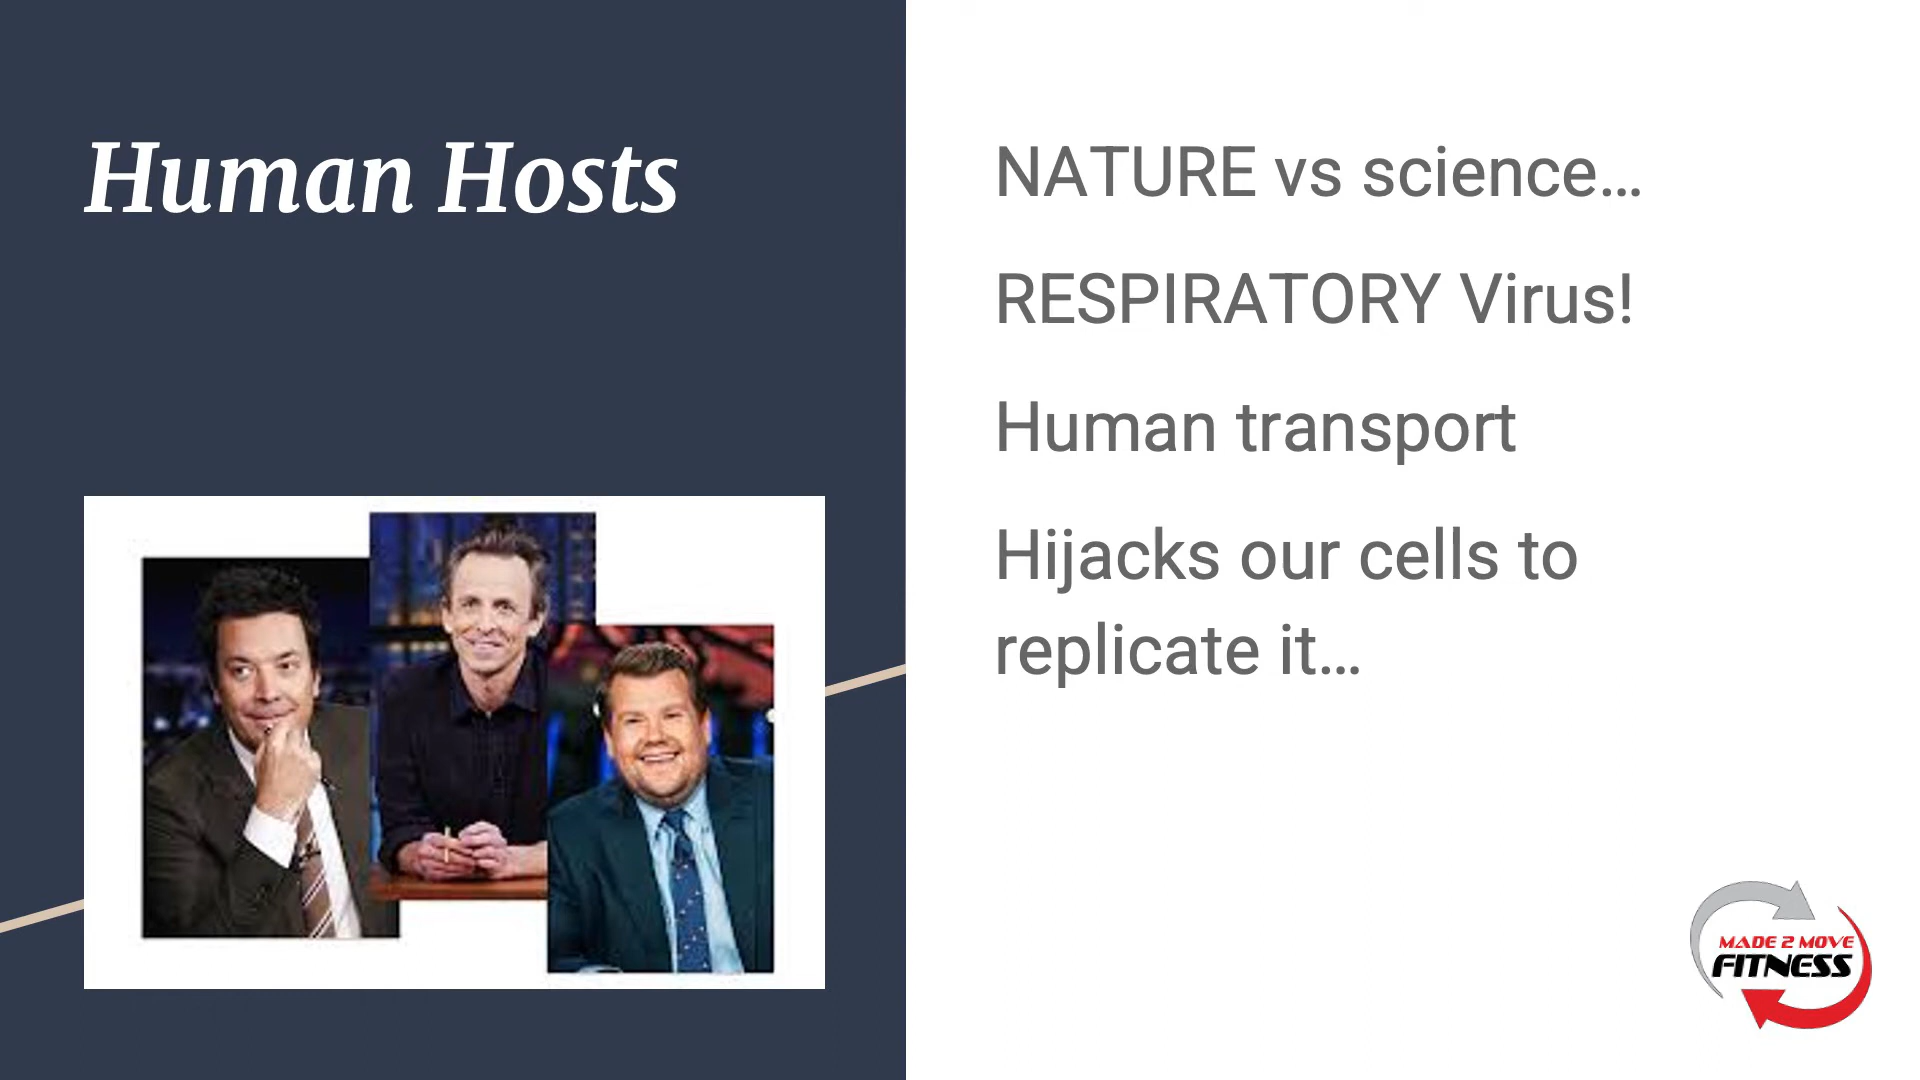 Human Hosts
NATURE vs science…
RESPIRATORY Virus!
Human transport
Hijacks our cells to
replicate it…
MADE 2 MOVE
FITNESS